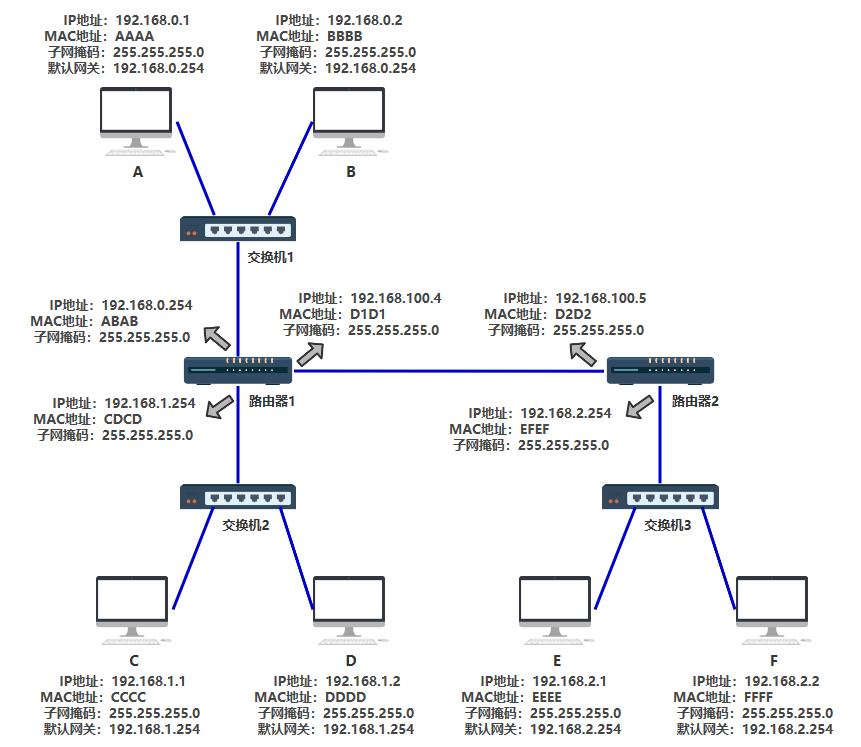 IP地址：192.168.0.1
MAC地址：AAAA
子网掩码：255.255.255.0
默认网关：192.168.0.254
IP地址：192.168.0.2
MAC地址：BBBB
子网掩码：255.255.255.0
默认网关：192.168.0.254
A
B
交换机1
IP地址：192.168.0.254
MAC地址：ABAB
子网掩码：255.255.255.0
IP地址：192.168.100.4
MAC地址：D1D1
子网掩码：255.255.255.0
IP地址：192.168.100.5
MAC地址：D2D2
子网掩码：255.255.255.0
路由器1
路由器2
IP地址：192.168.1.254
MAC地址：CDCD
子网掩码：255.255.255.0
IP地址：192.168.2.254
MAC地址：EFEF
子网掩码：255.255.255.0
交换机2
交换机3
C
D
E
F
IP地址：192.168.1.1
MAC地址：CCCC
子网掩码：255.255.255.0
默认网关：192.168.1.254
IP地址：192.168.1.2
MAC地址：DDDD
子网掩码：255.255.255.0
默认网关：192.168.1.254
IP地址：192.168.2.1
MAC地址：EEEE
子网掩码：255.255.255.0
默认网关：192.168.2.254
IP地址：192.168.2.2
MAC地址：FFFF
子网掩码：255.255.255.0
默认网关：192.168.2.254